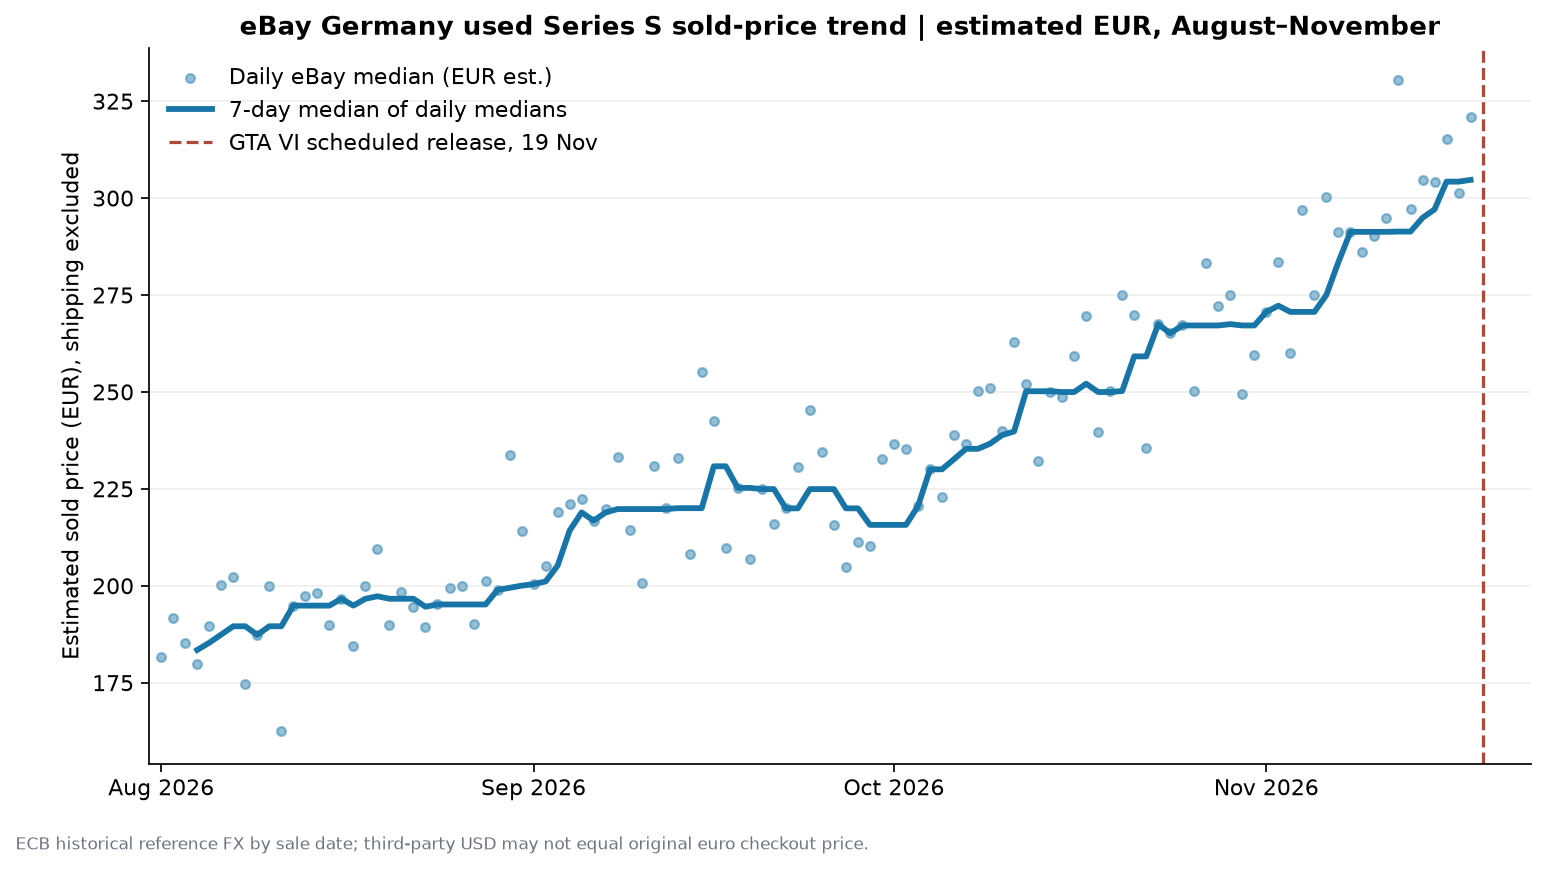 eBay Germany used Series S sold-price trend | estimated EUR, August–November
Daily eBay median (EUR est.)
7-day median of daily medians
GTA VI scheduled release, 19 Nov
Estimated sold price (EUR), shipping excluded
325
300
275
250
225
200
175
Aug 2026
Sep 2026
Oct 2026
Nov 2026
ECB historical reference FX by sale date; third-party USD may not equal original euro checkout price.